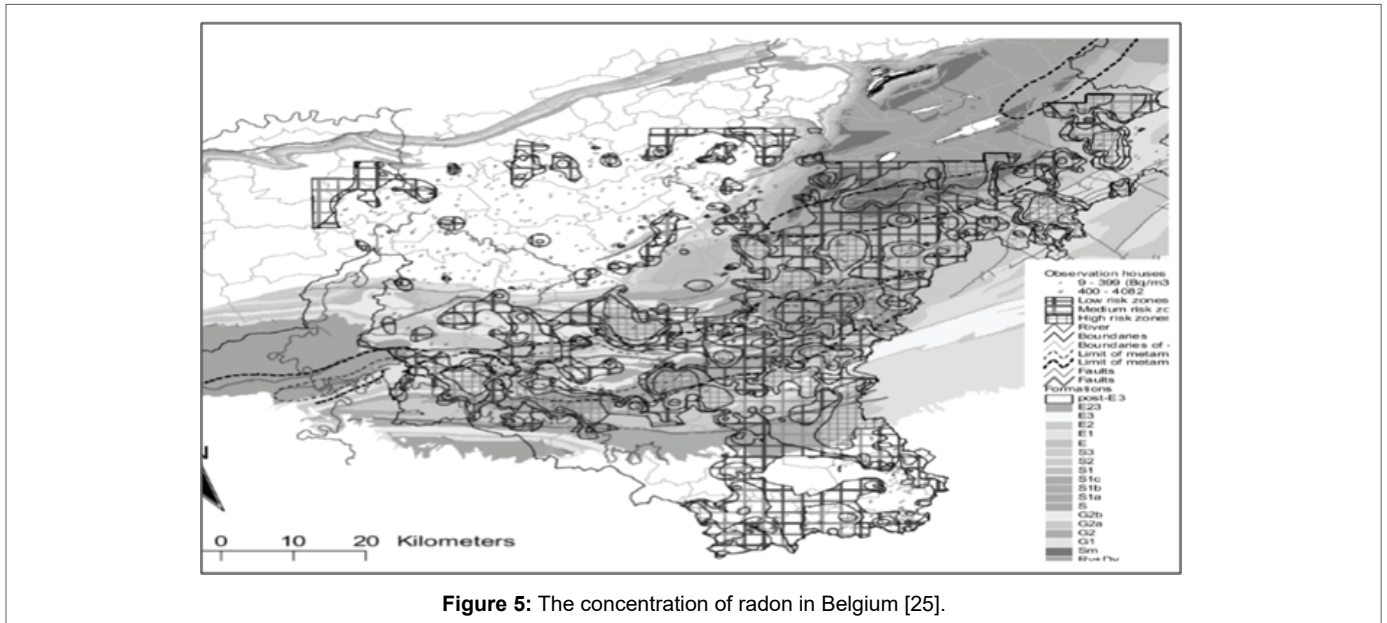 Observation houses
9 - 399 (Bq/m3
400 - 4082
Low risk zones
Medium risk zc
High risk zones
River
Boundaries
Boundaries of
Limit of metam
Limit of metam
Faults
Faults
Formations
post-E3
E23
E3
E2
E1
E
S3
S2
S1
S1c
S1b
S1a
S
G2b
G2a
G2
G1
Sm
0 10 20 Kilometers
Figure 5: The concentration of radon in Belgium [25].